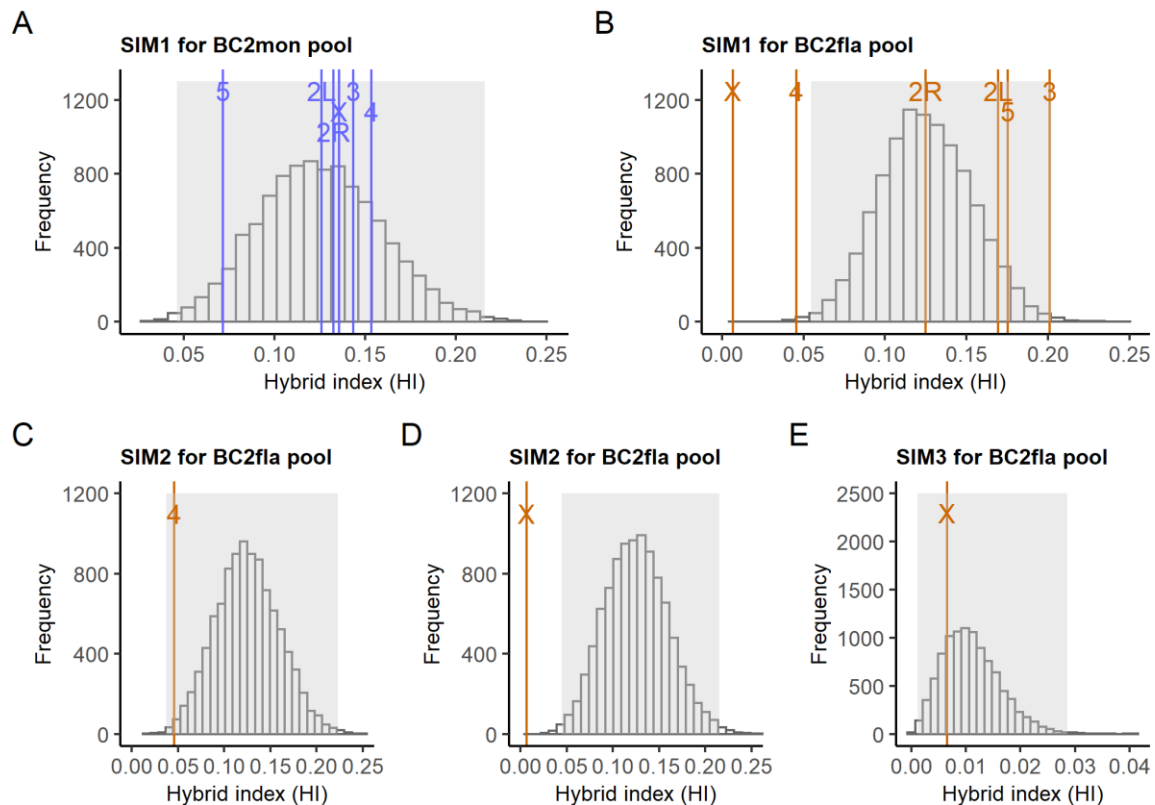 A
SIM1 for BC2mon pool
Frequency
1200
800
400
0
5
2L
3
X
4
2R
0.05
0.10
0.15
0.20
0.25
Hybrid index (HI)
B
SIM1 for BC2fla pool
Frequency
1200
800
400
0
X
4
2R
2L
5
3
0.00
0.05
0.10
0.15
0.20
0.25
Hybrid index (HI)
C
SIM2 for BC2fla pool
Frequency
1200
800
400
0
4
0.00
0.05
0.10
0.15
0.20
0.25
Hybrid index (HI)
D
SIM2 for BC2fla pool
Frequency
1200
800
400
0
X
0.00
0.05
0.10
0.15
0.20
0.25
Hybrid index (HI)
E
SIM3 for BC2fla pool
Frequency
2500
2000
1500
1000
500
0
X
0.00
0.01
0.02
0.03
0.04
Hybrid index (HI)